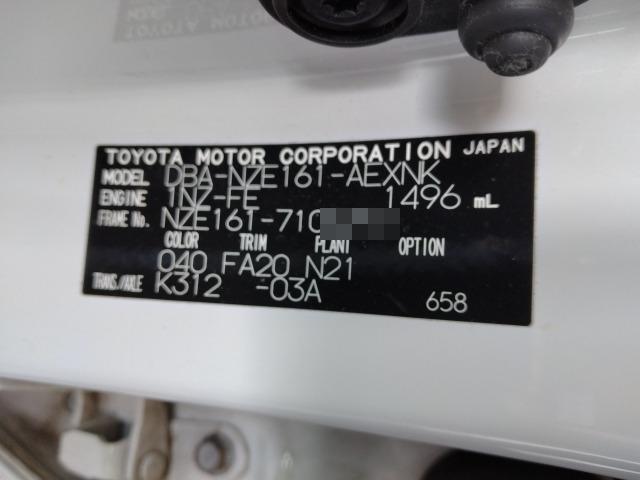 TOYOTA MOTOR CORPORATION JAPAN
MODEL DBA-NZE161-AEXNK
ENGINE 1NZ-FE 1496 mL
FRAME No. NZE161-710
COLOR TRIM PLANT OPTION
040 FA20 N21
TRANS./AXLE K312 -03A
658